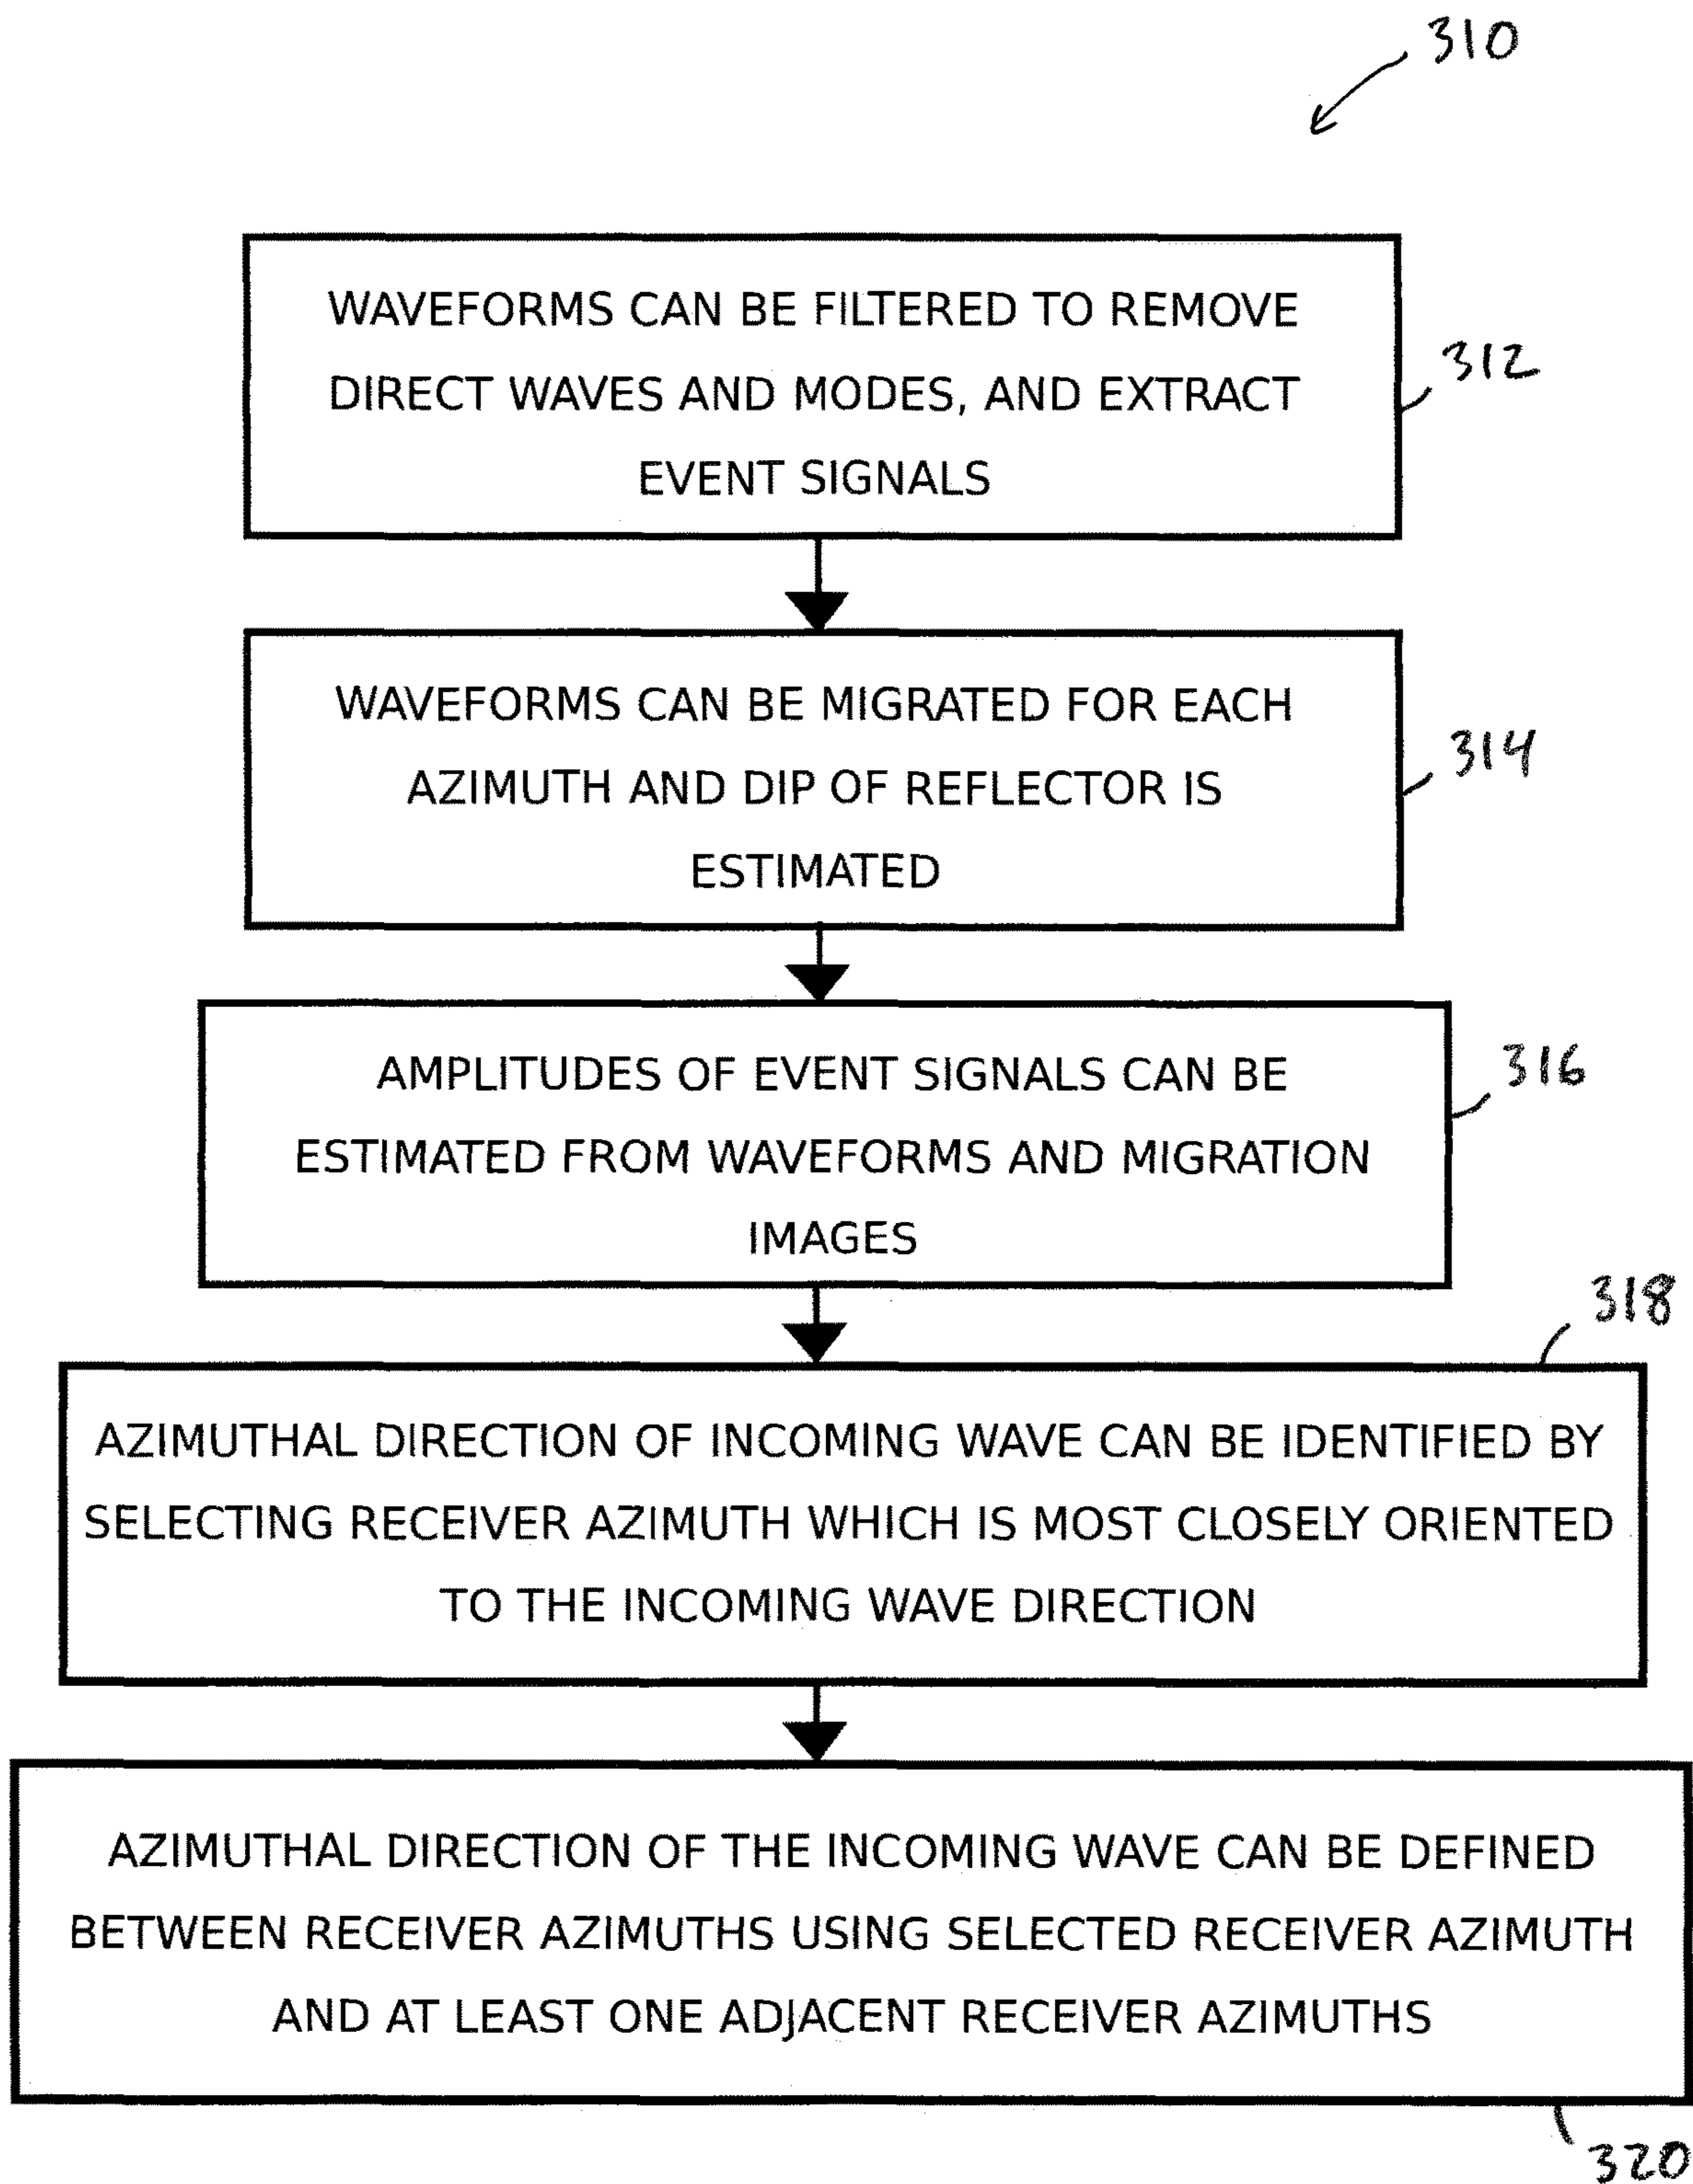 310
WAVEFORMS CAN BE FILTERED TO REMOVE
DIRECT WAVES AND MODES, AND EXTRACT
EVENT SIGNALS
312
WAVEFORMS CAN BE MIGRATED FOR EACH
AZIMUTH AND DIP OF REFLECTOR IS
ESTIMATED
314
AMPLITUDES OF EVENT SIGNALS CAN BE
ESTIMATED FROM WAVEFORMS AND MIGRATION
IMAGES
316
318
AZIMUTHAL DIRECTION OF INCOMING WAVE CAN BE IDENTIFIED BY
SELECTING RECEIVER AZIMUTH WHICH IS MOST CLOSELY ORIENTED
TO THE INCOMING WAVE DIRECTION
AZIMUTHAL DIRECTION OF THE INCOMING WAVE CAN BE DEFINED
BETWEEN RECEIVER AZIMUTHS USING SELECTED RECEIVER AZIMUTH
AND AT LEAST ONE ADJACENT RECEIVER AZIMUTHS
320